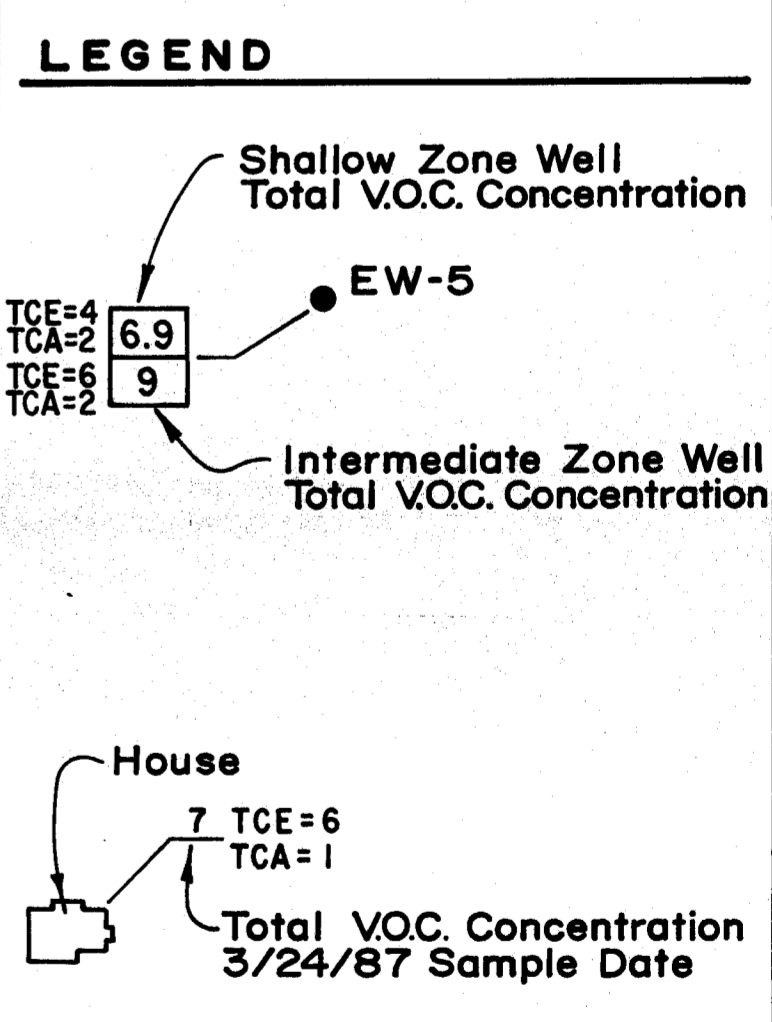 LEGEND
Shallow Zone Well
Total V.O.C. Concentration
EW-5
TCE=4
TCA=2
6.9
TCE=6
TCA=2
9
Intermediate Zone Well
Total V.O.C. Concentration
House
7 TCE=6
TCA=1
Total V.O.C. Concentration
3/24/87 Sample Date